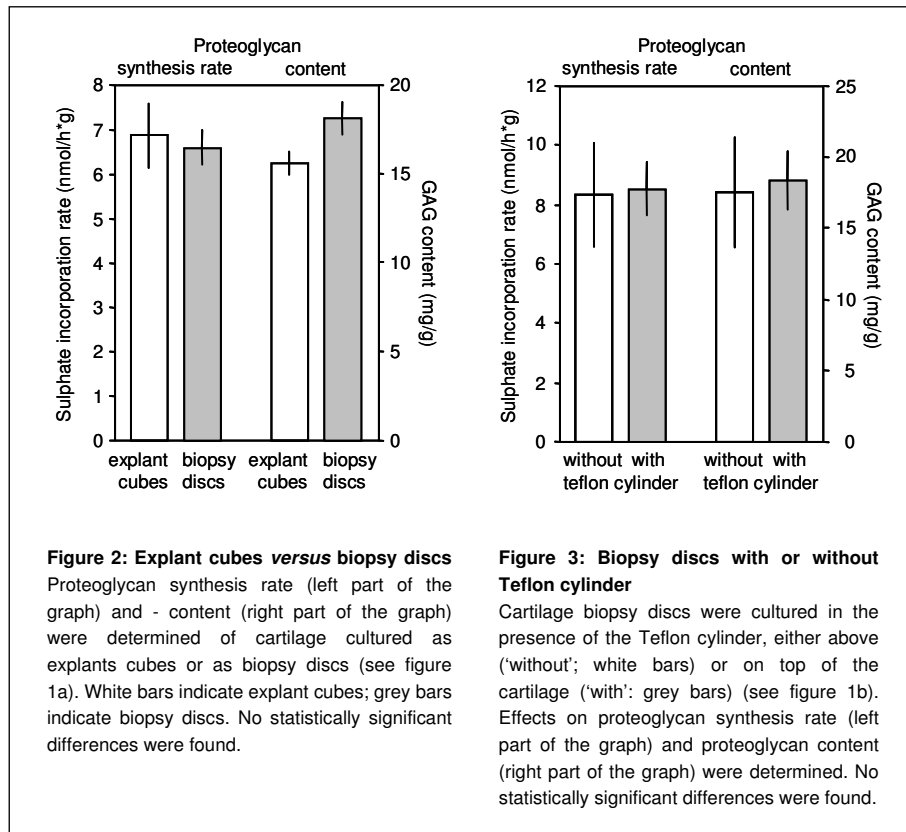 Proteoglycan
synthesis rate content
8
7
6
5
4
3
2
1
0
Sulphate incorporation rate (nmol/h*g)
20
15
10
5
0
GAG content (mg/g)
explant biopsy explant biopsy
cubes discs cubes discs
Figure 2: Explant cubes versus biopsy discs
Proteoglycan synthesis rate (left part of the
graph) and - content (right part of the graph)
were determined of cartilage cultured as
explants cubes or as biopsy discs (see figure
1a). White bars indicate explant cubes; grey bars
indicate biopsy discs. No statistically significant
differences were found.
Proteoglycan
synthesis rate content
12
10
8
6
4
2
0
Sulphate incorporation rate (nmol/h*g)
25
20
15
10
5
0
GAG content (mg/g)
without with without with
teflon cylinder teflon cylinder
Figure 3: Biopsy discs with or without
Teflon cylinder
Cartilage biopsy discs were cultured in the
presence of the Teflon cylinder, either above
(‘without’; white bars) or on top of the
cartilage (‘with’: grey bars) (see figure 1b).
Effects on proteoglycan synthesis rate (left
part of the graph) and proteoglycan content
(right part of the graph) were determined. No
statistically significant differences were found.